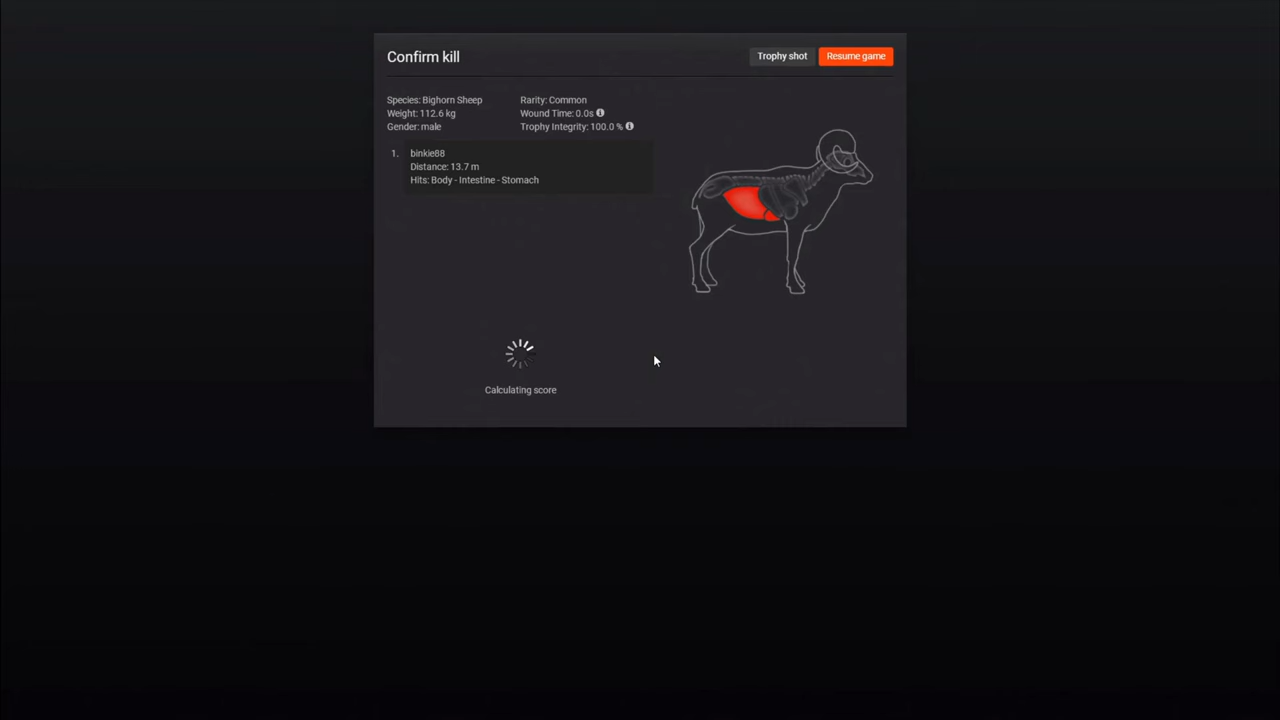 Confirm kill
Trophy shot
Resume game
Species: Bighorn Sheep
Rarity: Common
Weight: 112.6 kg
Wound Time: 0.0s
Gender: male
Trophy Integrity: 100.0 %
1.
binkie88
Distance: 13.7 m
Hits: Body - Intestine - Stomach
Calculating score